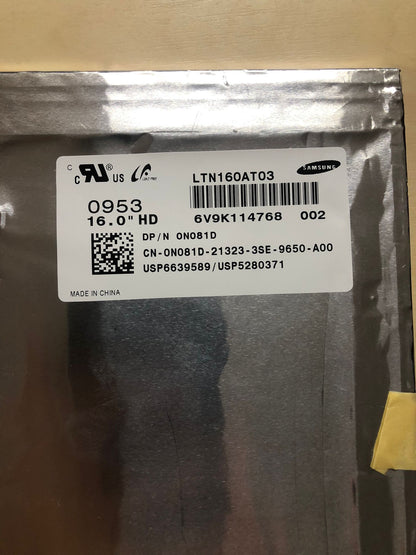 C
C UL ® US
LTN160AT03
SAMSUNG
0953
16.0" HD
6V9K114768 002
DP/N 0N081D
CN-0N081D-21323-3SE-9650-A00
USP6639589/USP5280371
MADE IN CHINA